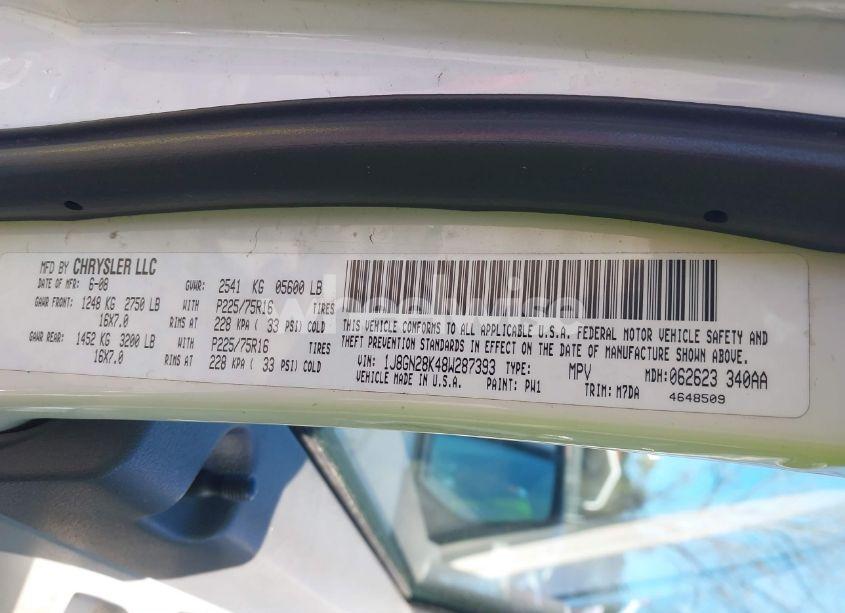 MFD BY CHRYSLER LLC
DATE OF MFR: 6-08
GVWR: 2541 KG 05600 LB
GAWR FRONT: 1248 KG 2750 LB WITH P225/75R16 TIRES
16X7.0 RIMS AT 228 KPA ( 33 PSI) COLD
GAWR REAR: 1452 KG 3200 LB WITH P225/75R16 TIRES
16X7.0 RIMS AT 228 KPA ( 33 PSI) COLD
THIS VEHICLE CONFORMS TO ALL APPLICABLE U.S.A. FEDERAL MOTOR VEHICLE SAFETY AND
THEFT PREVENTION STANDARDS IN EFFECT ON THE DATE OF MANUFACTURE SHOWN ABOVE.
VIN: 1J8GN28K48W287393 TYPE: MPV MDH: 062623 340AA
VEHICLE MADE IN U.S.A. PAINT: PW1 TRIM: M7DA 4648509
wheelwise